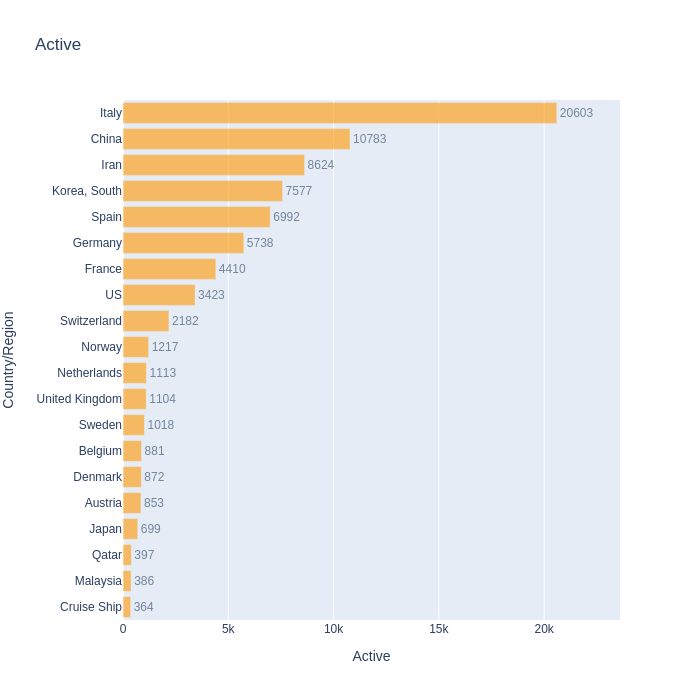 Active
Country/Region
Italy 20603
China 10783
Iran 8624
Korea, South 7577
Spain 6992
Germany 5738
France 4410
US 3423
Switzerland 2182
Norway 1217
Netherlands 1113
United Kingdom 1104
Sweden 1018
Belgium 881
Denmark 872
Austria 853
Japan 699
Qatar 397
Malaysia 386
Cruise Ship 364
0 5k 10k 15k 20k
Active